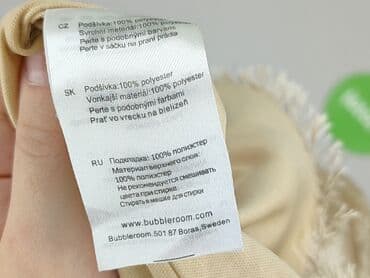 CZ
Podšívka:100% polyester
Svrchní materiál:100% polyester
Perte s podobnými barvami
Perte v sáčku na praní prádla
SK
Podšívka:100% polyester
Vonkajší materiál:100% polyester
Perte s podobnými farbami
Prať vo vrecku na bielizeň
RU
Подкладка: 100% полиэстер
Материал верхнего слоя:
100% полиэстер
Не рекомендуется смешивать
цвета при стирке.
Стирать в мешке для стирки
www.bubbleroom.com
Bubbleroom.501 87 Boras,Sweden